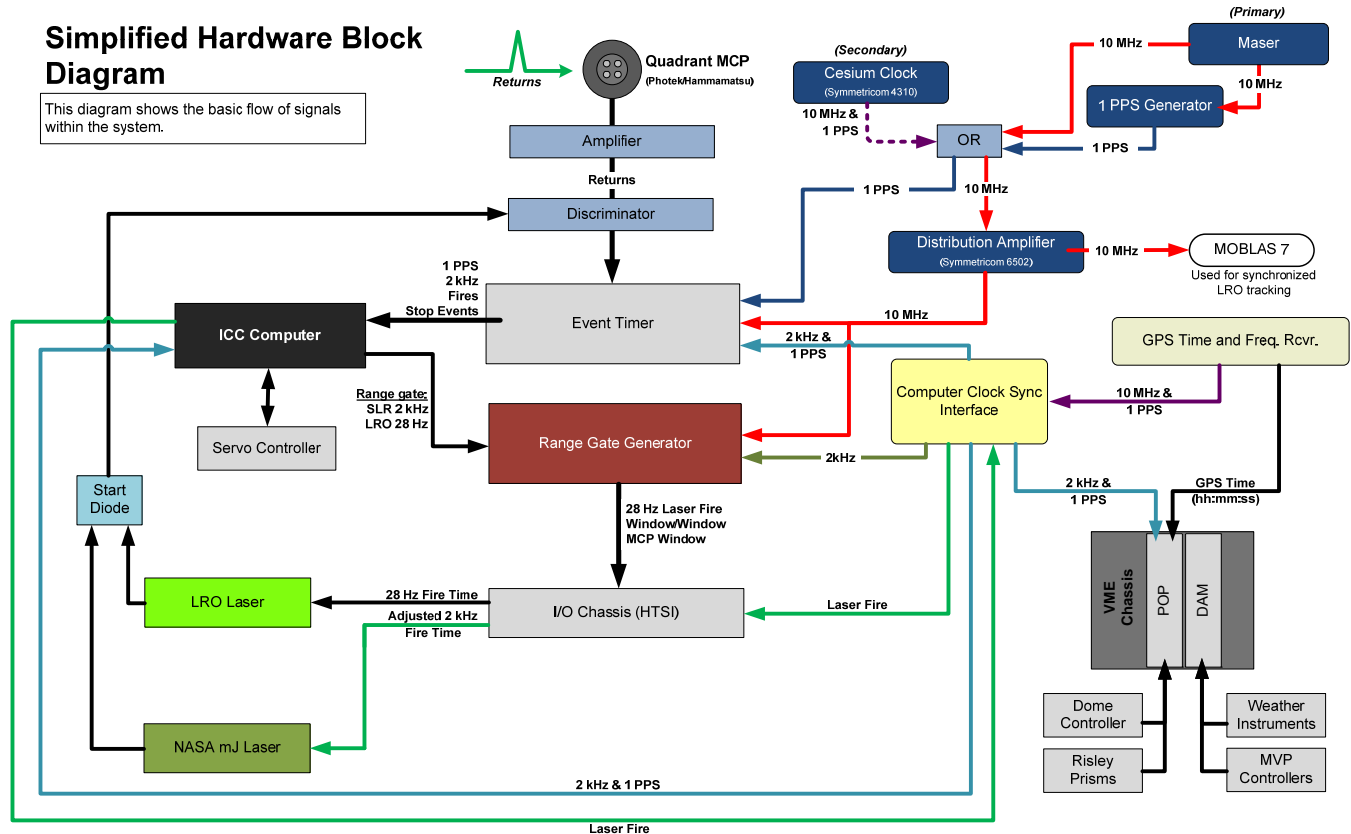 Simplified Hardware Block
Diagram
This diagram shows the basic flow of signals
within the system.
Returns
Quadrant MCP
(Photek/Hammamatsu)
Amplifier
Returns
Discriminator
(Secondary)
Cesium Clock
(Symmetricom 4310)
10 MHz &
1 PPS
(Primary)
Maser
10 MHz
10 MHz
1 PPS Generator
OR
1 PPS
1 PPS
10 MHz
Distribution Amplifier
(Symmetricom 6502)
10 MHz
MOBLAS 7
Used for synchronized
LRO tracking
1 PPS
2 kHz
Fires
Stop Events
Event Timer
10 MHz
2 kHz &
1 PPS
ICC Computer
GPS Time and Freq. Rcvr.
Computer Clock Sync
Interface
10 MHz &
1 PPS
Range gate:
SLR 2 kHz
LRO 28 Hz
Servo Controller
Range Gate Generator
2kHz
Start
Diode
2 kHz &
1 PPS
GPS Time
(hh:mm:ss)
28 Hz Laser Fire
Window/Window
MCP Window
VME
Chassis
POP
DAM
LRO Laser
28 Hz Fire Time
Adjusted 2 kHz
Fire Time
I/O Chassis (HTSI)
Laser Fire
Dome
Controller
Weather
Instruments
NASA mJ Laser
Risley
Prisms
MVP
Controllers
2 kHz & 1 PPS
Laser Fire